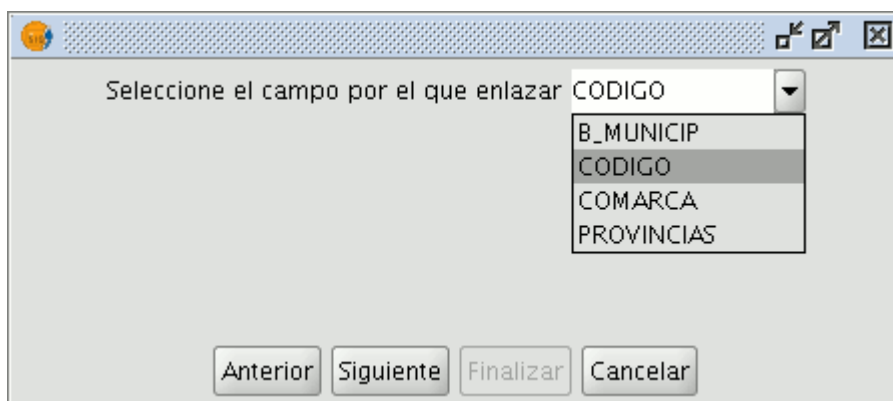 Seleccione el campo por el que enlazar CODIGO
B_MUNICIP
CODIGO
COMARCA
PROVINCIAS
Anterior Siguiente Finalizar Cancelar